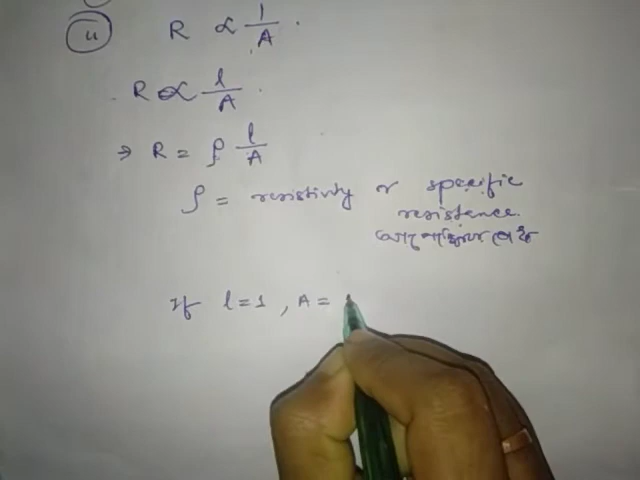 (ii) R ∝ 1/A .
R ∝ l/A .
⇒ R = ρ l/A
ρ = resistivity or specific
resistance.
If l = 1 , A =